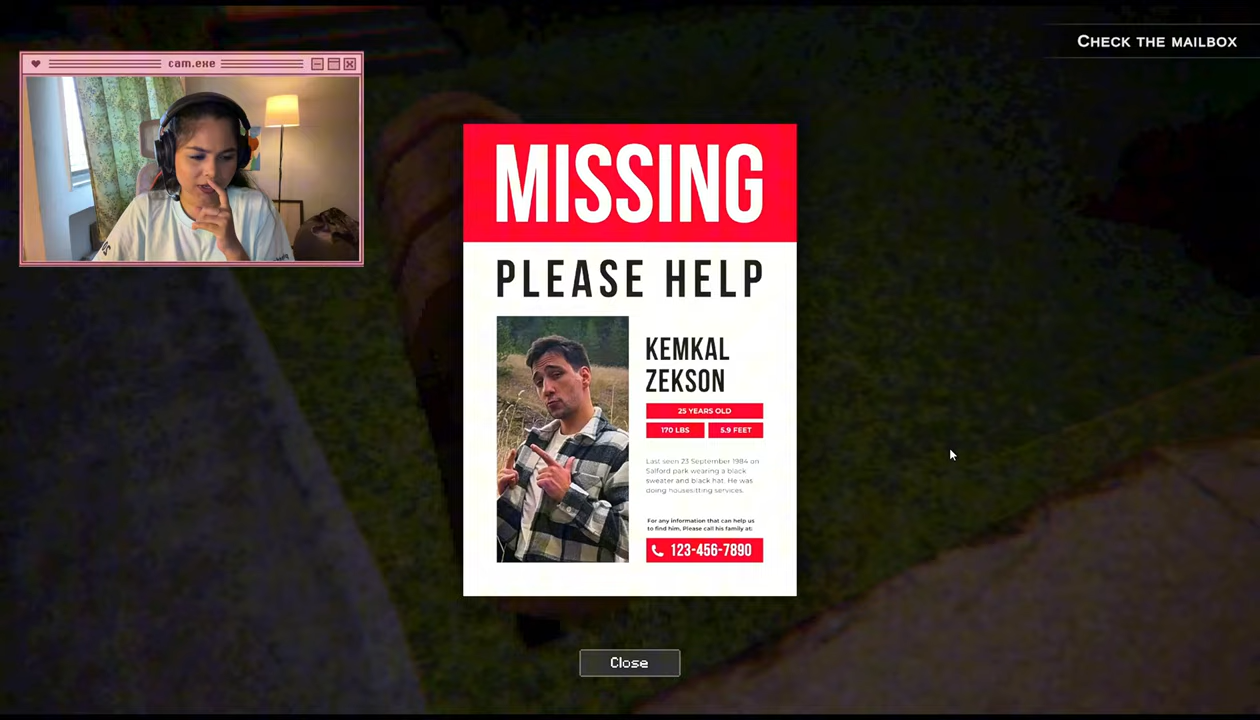 CHECK THE MAILBOX
cam.exe
MISSING
PLEASE HELP
KEMKAL
ZEKSON
25 YEARS OLD
170 LBS
5.9 FEET
Last seen 23 September 1984 on
Salford park wearing a black
sweater and black hat. He was
doing housesitting services.
For any information that can help us
to find him, Please call his family at:
123-456-7890
Close